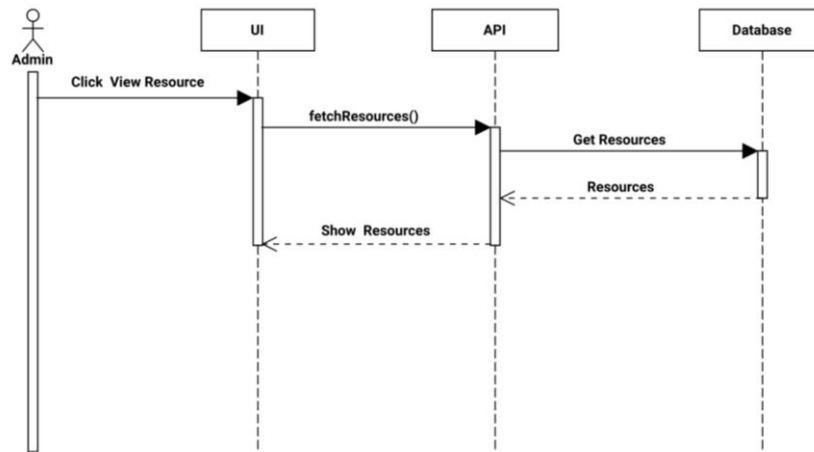 UI
API
Database
Admin
Click View Resource
fetchResources()
Get Resources
Resources
Show Resources